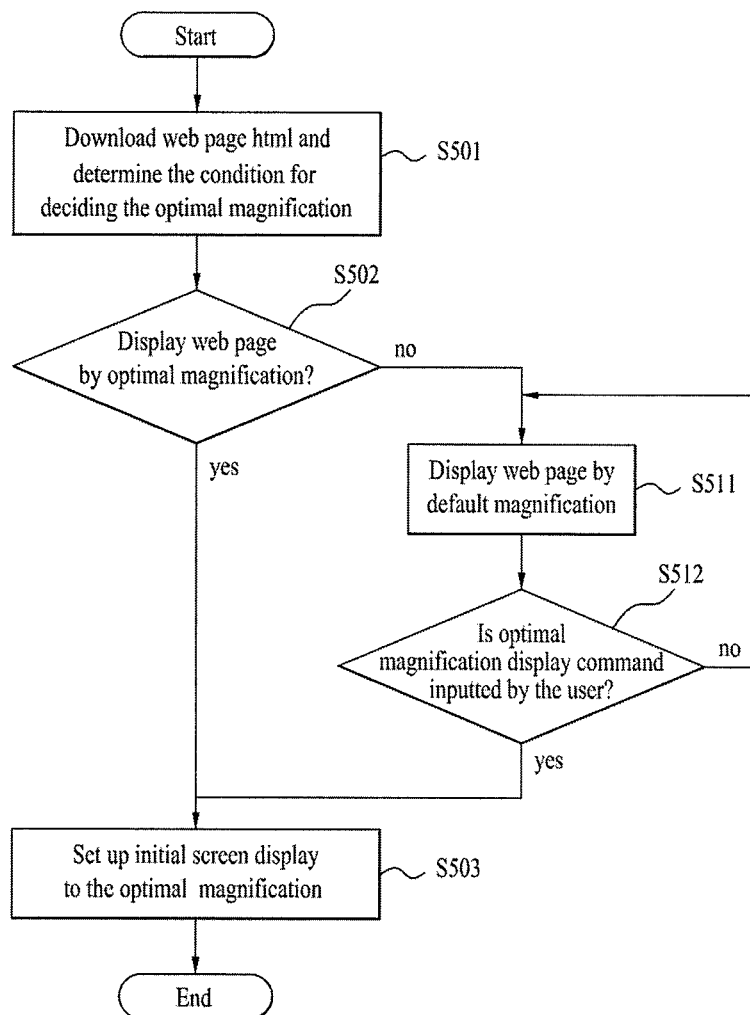 Start
Download web page html and
determine the condition for
deciding the optimal magnification
S501
S502
Display web page
by optimal magnification?
no
yes
Display web page by
default magnification
S511
S512
Is optimal
magnification display command
inputted by the user?
no
yes
Set up initial screen display
to the optimal magnification
S503
End